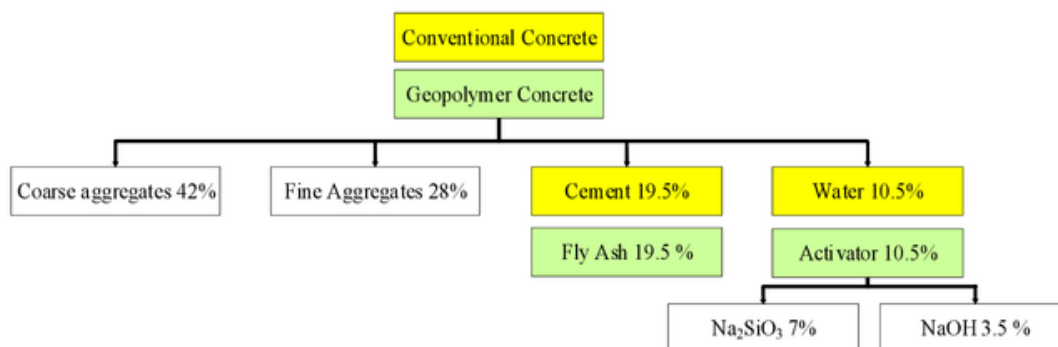 Conventional Concrete
Geopolymer Concrete
Coarse aggregates 42%
Fine Aggregates 28%
Cement 19.5%
Water 10.5%
Fly Ash 19.5 %
Activator 10.5%
Na₂SiO₃ 7%
NaOH 3.5 %